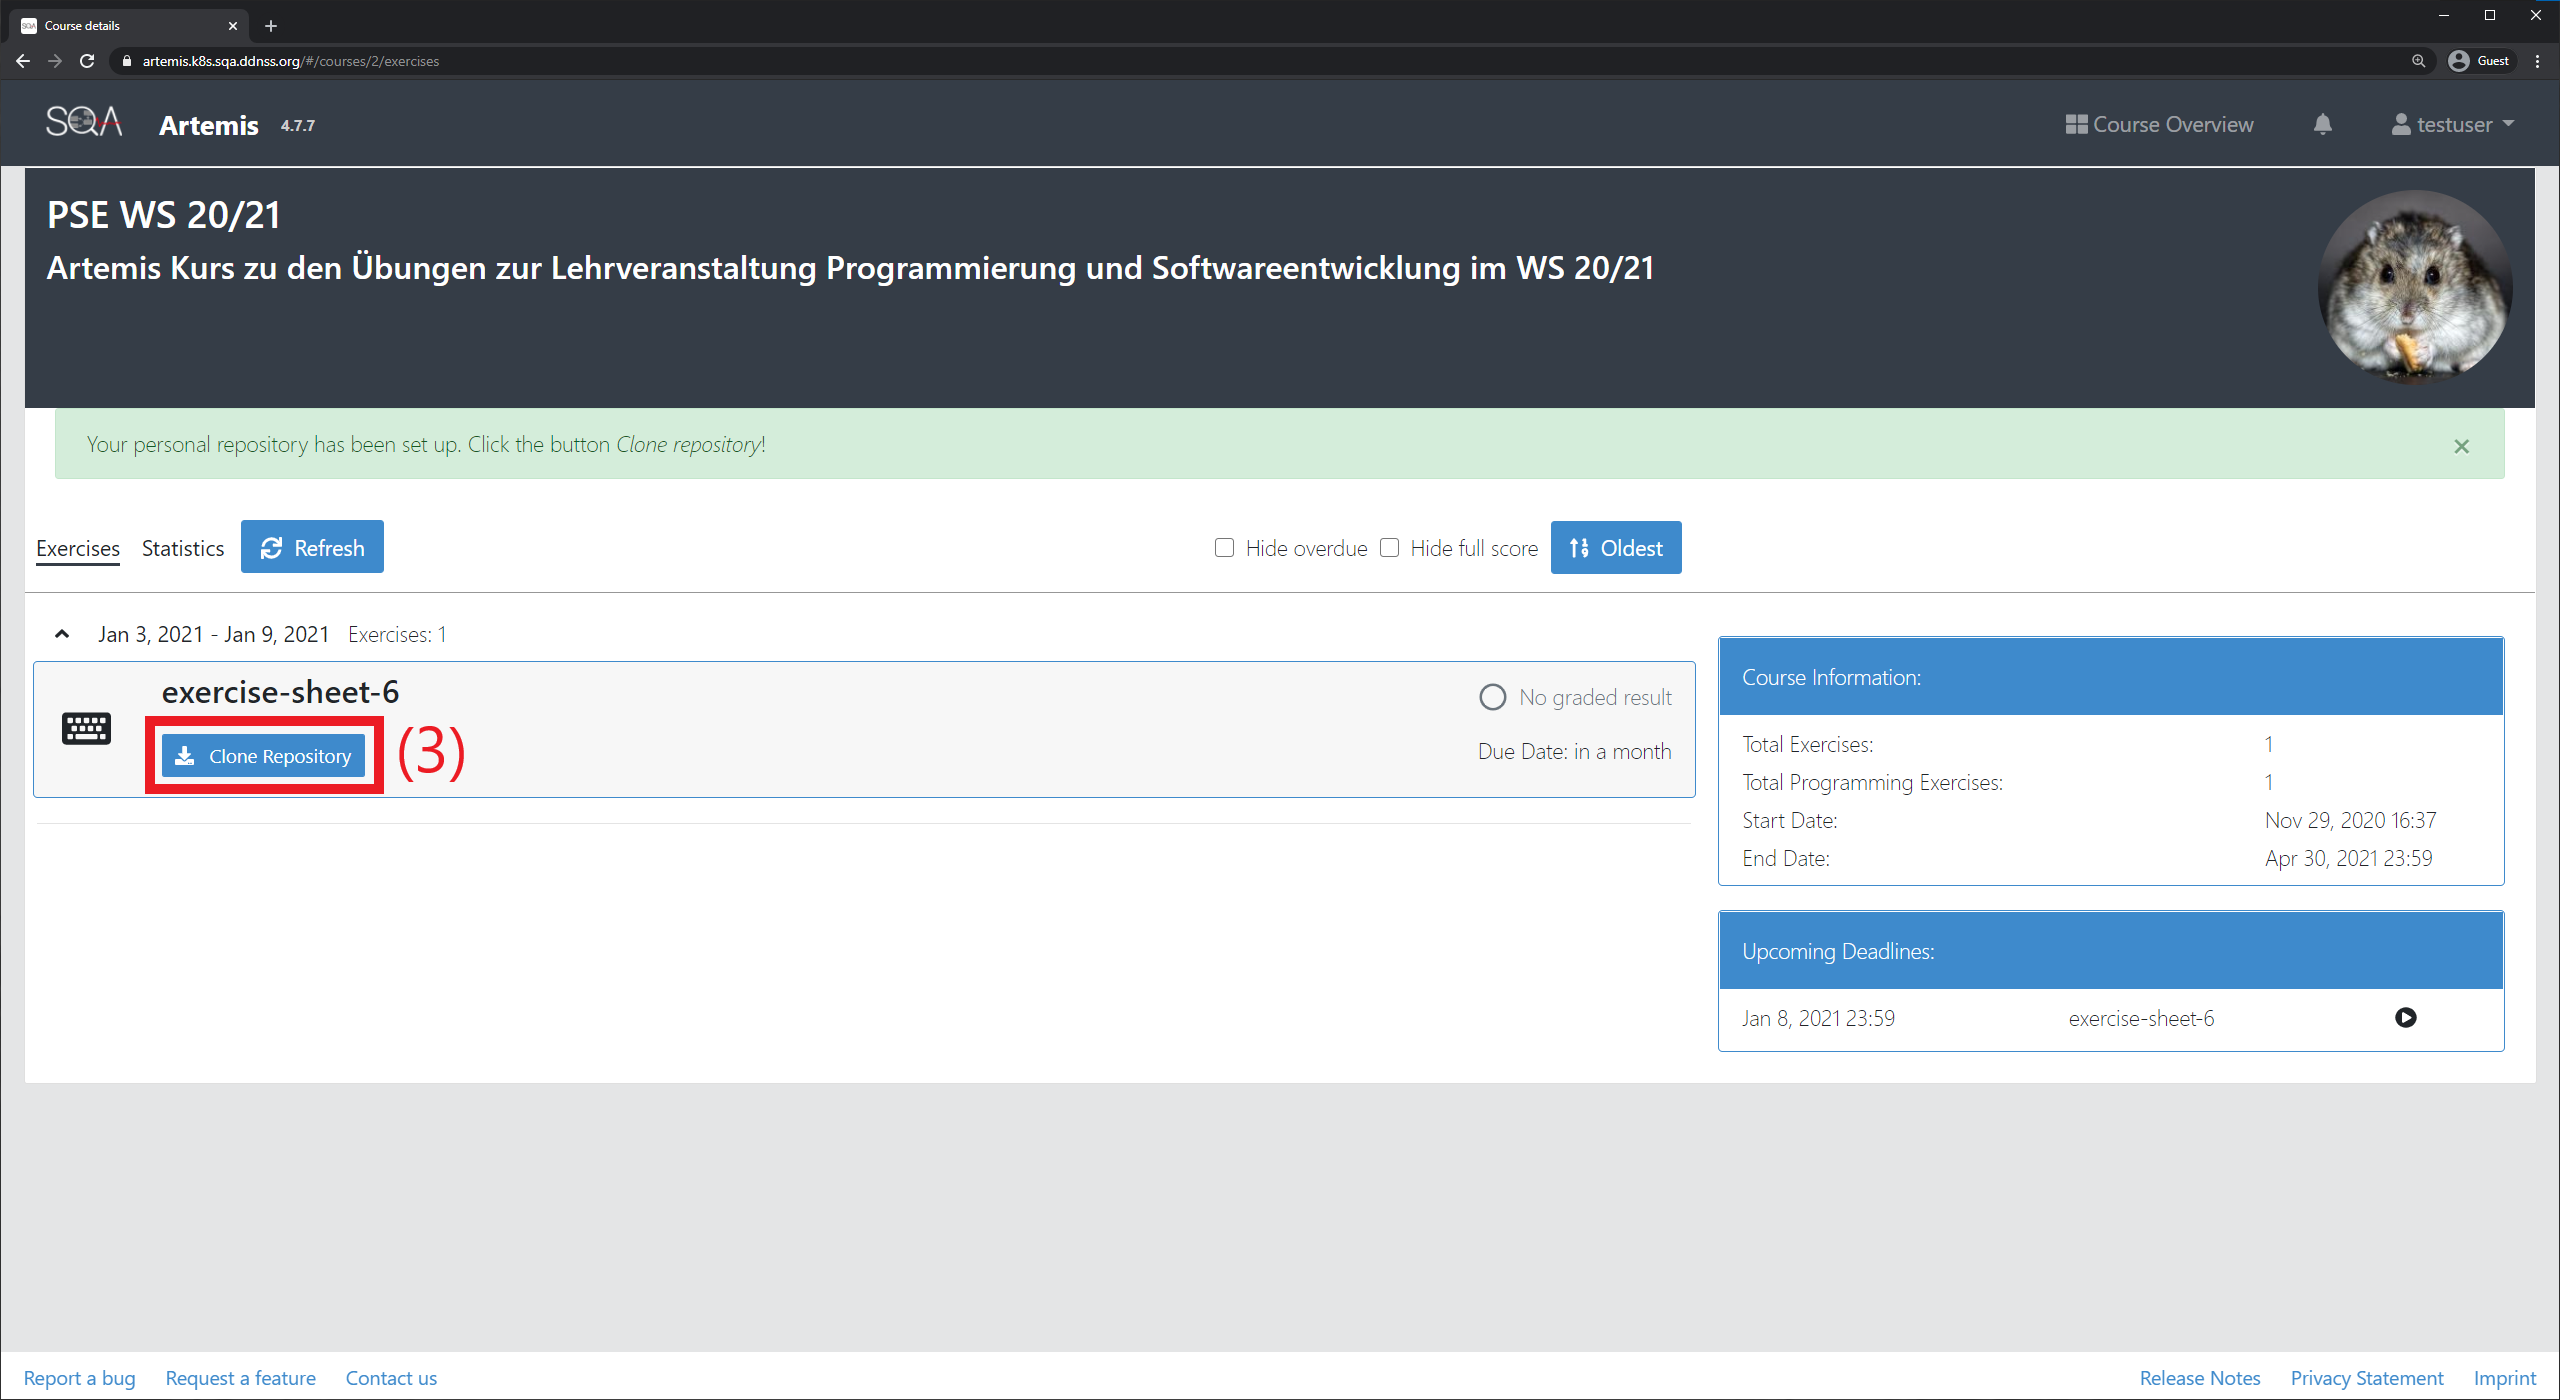 Course details
artemis.k8s.sqa.ddnss.org/#/courses/2/exercises
Guest
SQA
Artemis 4.7.7
Course Overview
testuser
PSE WS 20/21
Artemis Kurs zu den Übungen zur Lehrveranstaltung Programmierung und Softwareentwicklung im WS 20/21
Your personal repository has been set up. Click the button Clone repository!
Exercises Statistics Refresh
Hide overdue Hide full score Oldest
Jan 3, 2021 - Jan 9, 2021 Exercises: 1
exercise-sheet-6
No graded result
Clone Repository
(3)
Due Date: in a month
Course Information:
Total Exercises: 1
Total Programming Exercises: 1
Start Date: Nov 29, 2020 16:37
End Date: Apr 30, 2021 23:59
Upcoming Deadlines:
Jan 8, 2021 23:59 exercise-sheet-6
Report a bug Request a feature Contact us
Release Notes Privacy Statement Imprint